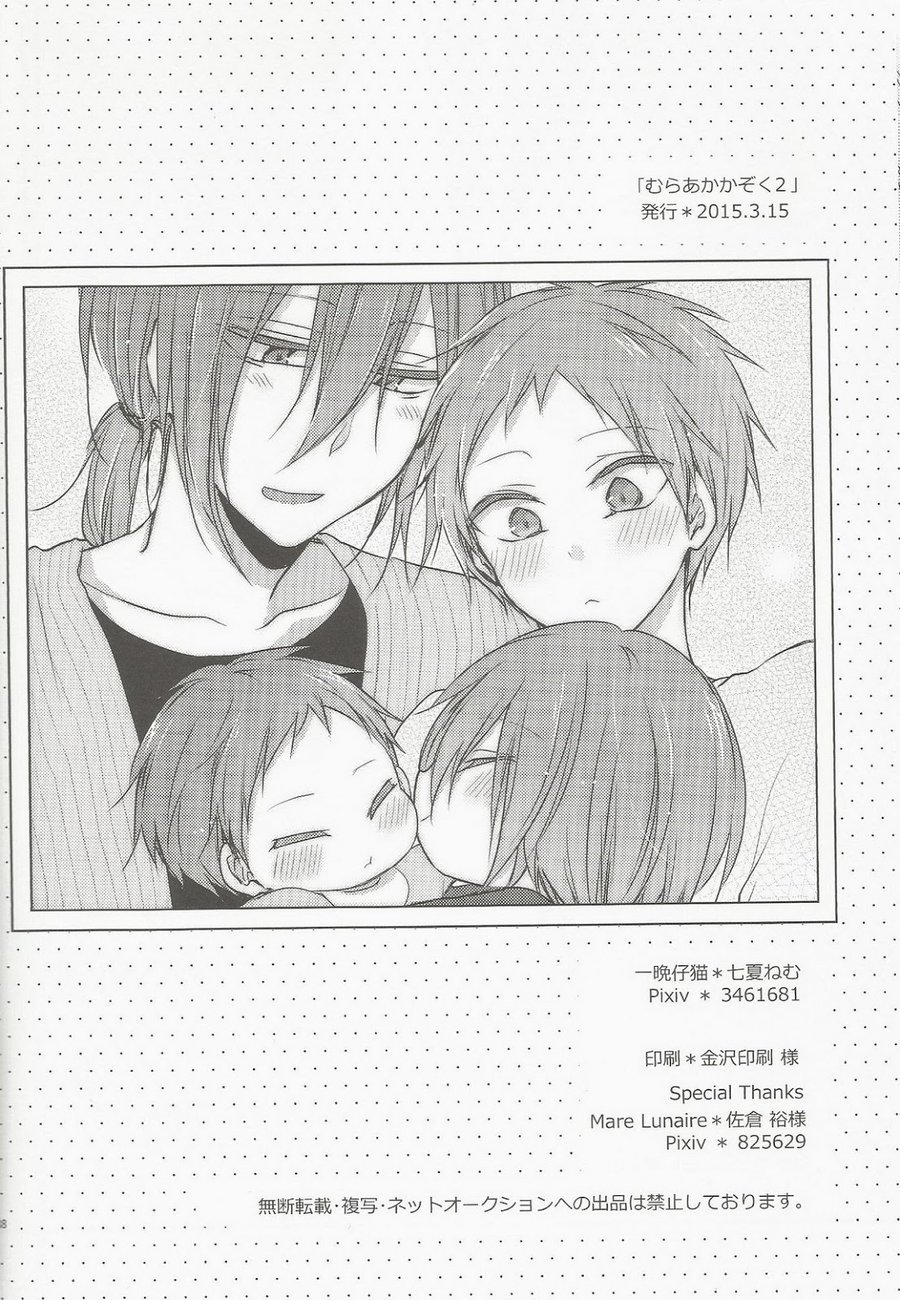 「むらあかかぞく2」
発行＊2015.3.15
一晩仔猫＊七夏ねむ
Pixiv ＊ 3461681
印刷＊金沢印刷 様
Special Thanks
Mare Lunaire＊佐倉 裕様
Pixiv ＊ 825629
無断転載・複写・ネットオークションへの出品は禁止しております。